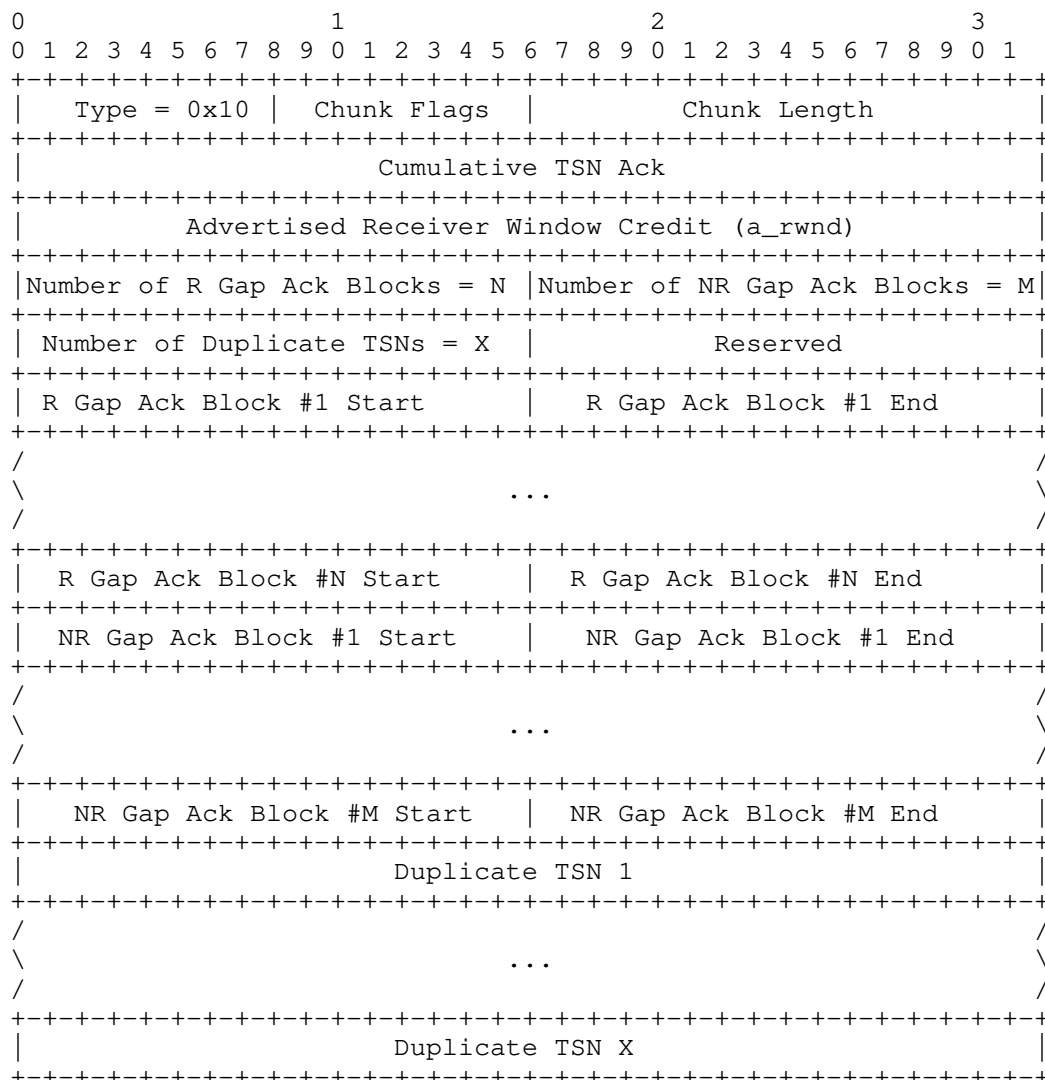 0                   1                   2                   3
0 1 2 3 4 5 6 7 8 9 0 1 2 3 4 5 6 7 8 9 0 1 2 3 4 5 6 7 8 9 0 1
+-+-+-+-+-+-+-+-+-+-+-+-+-+-+-+-+-+-+-+-+-+-+-+-+-+-+-+-+-+-+-+-+
|   Type = 0x10 |  Chunk Flags  |         Chunk Length          |
+-+-+-+-+-+-+-+-+-+-+-+-+-+-+-+-+-+-+-+-+-+-+-+-+-+-+-+-+-+-+-+-+
|                      Cumulative TSN Ack                       |
+-+-+-+-+-+-+-+-+-+-+-+-+-+-+-+-+-+-+-+-+-+-+-+-+-+-+-+-+-+-+-+-+
|          Advertised Receiver Window Credit (a_rwnd)           |
+-+-+-+-+-+-+-+-+-+-+-+-+-+-+-+-+-+-+-+-+-+-+-+-+-+-+-+-+-+-+-+-+
|Number of R Gap Ack Blocks = N |Number of NR Gap Ack Blocks = M|
+-+-+-+-+-+-+-+-+-+-+-+-+-+-+-+-+-+-+-+-+-+-+-+-+-+-+-+-+-+-+-+-+
| Number of Duplicate TSNs = X  |           Reserved            |
+-+-+-+-+-+-+-+-+-+-+-+-+-+-+-+-+-+-+-+-+-+-+-+-+-+-+-+-+-+-+-+-+
| R Gap Ack Block #1 Start      |   R Gap Ack Block #1 End      |
+-+-+-+-+-+-+-+-+-+-+-+-+-+-+-+-+-+-+-+-+-+-+-+-+-+-+-+-+-+-+-+-+
/                                                               /
\                              ...                              \
/                                                               /
+-+-+-+-+-+-+-+-+-+-+-+-+-+-+-+-+-+-+-+-+-+-+-+-+-+-+-+-+-+-+-+-+
|  R Gap Ack Block #N Start     |  R Gap Ack Block #N End       |
+-+-+-+-+-+-+-+-+-+-+-+-+-+-+-+-+-+-+-+-+-+-+-+-+-+-+-+-+-+-+-+-+
|  NR Gap Ack Block #1 Start    |   NR Gap Ack Block #1 End     |
+-+-+-+-+-+-+-+-+-+-+-+-+-+-+-+-+-+-+-+-+-+-+-+-+-+-+-+-+-+-+-+-+
/                                                               /
\                              ...                              \
/                                                               /
+-+-+-+-+-+-+-+-+-+-+-+-+-+-+-+-+-+-+-+-+-+-+-+-+-+-+-+-+-+-+-+-+
|   NR Gap Ack Block #M Start   |  NR Gap Ack Block #M End      |
+-+-+-+-+-+-+-+-+-+-+-+-+-+-+-+-+-+-+-+-+-+-+-+-+-+-+-+-+-+-+-+-+
|                       Duplicate TSN 1                         |
+-+-+-+-+-+-+-+-+-+-+-+-+-+-+-+-+-+-+-+-+-+-+-+-+-+-+-+-+-+-+-+-+
/                                                               /
\                              ...                              \
/                                                               /
+-+-+-+-+-+-+-+-+-+-+-+-+-+-+-+-+-+-+-+-+-+-+-+-+-+-+-+-+-+-+-+-+
|                       Duplicate TSN X                         |
+-+-+-+-+-+-+-+-+-+-+-+-+-+-+-+-+-+-+-+-+-+-+-+-+-+-+-+-+-+-+-+-+